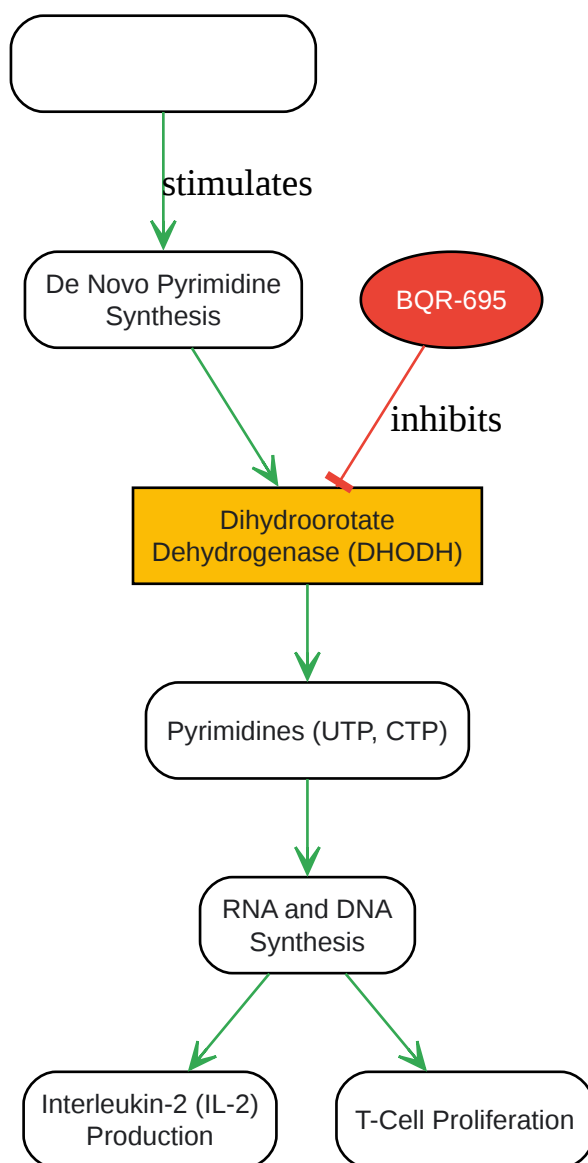 stimulates
De Novo Pyrimidine
Synthesis
BQR-695
inhibits
Dihydroorotate
Dehydrogenase (DHODH)
Pyrimidines (UTP, CTP)
RNA and DNA
Synthesis
Interleukin-2 (IL-2)
Production
T-Cell Proliferation